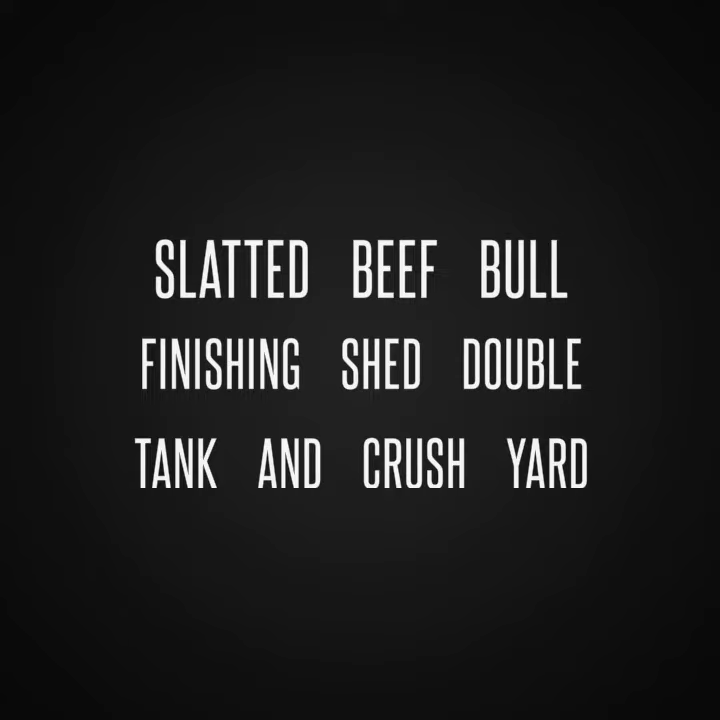 SLATTED BEEF BULL
FINISHING SHED DOUBLE
TANK AND CRUSH YARD